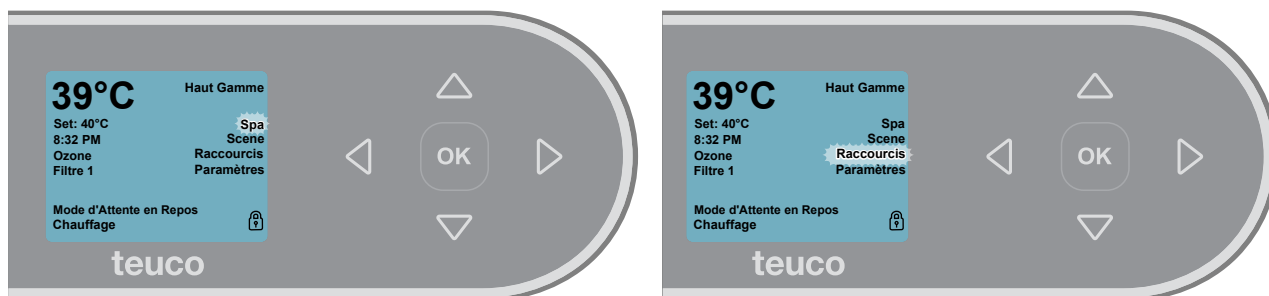 39°C
Haut Gamme
Set: 40°C
Spa
8:32 PM
Scene
Ozone
Raccourcis
Filtre 1
Paramètres
Mode d'Attente en Repos
Chauffage
OK
teuco
39°C
Haut Gamme
Set: 40°C
Spa
8:32 PM
Scene
Ozone
Raccourcis
Filtre 1
Paramètres
Mode d'Attente en Repos
Chauffage
OK
teuco